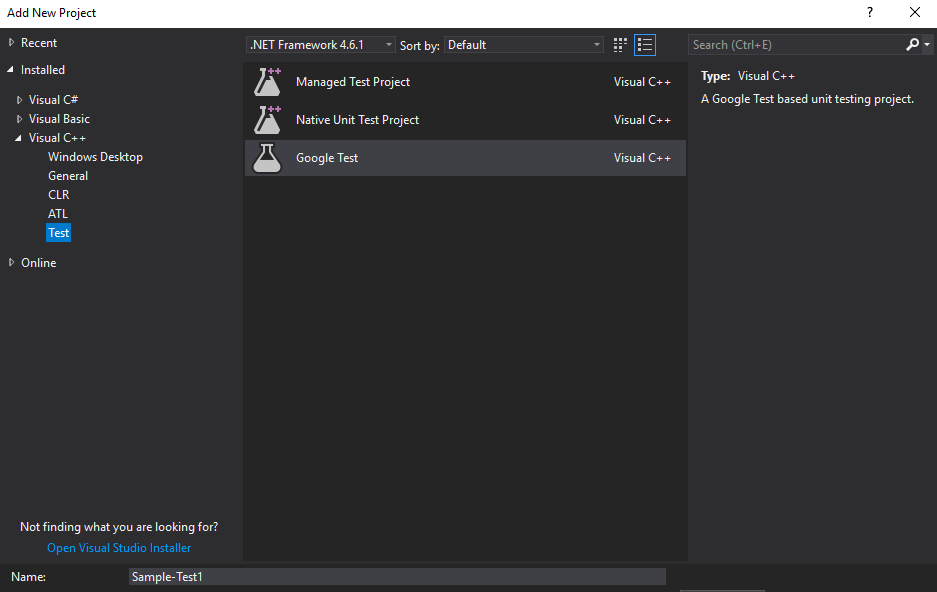 Add New Project
?
Recent
.NET Framework 4.6.1
Sort by:
Default
Search (Ctrl+E)
Installed
Visual C#
Visual Basic
Visual C++
Windows Desktop
General
CLR
ATL
Test
Online
Managed Test Project
Visual C++
Native Unit Test Project
Visual C++
Google Test
Visual C++
Type: Visual C++
A Google Test based unit testing project.
Not finding what you are looking for?
Open Visual Studio Installer
Name:
Sample-Test1